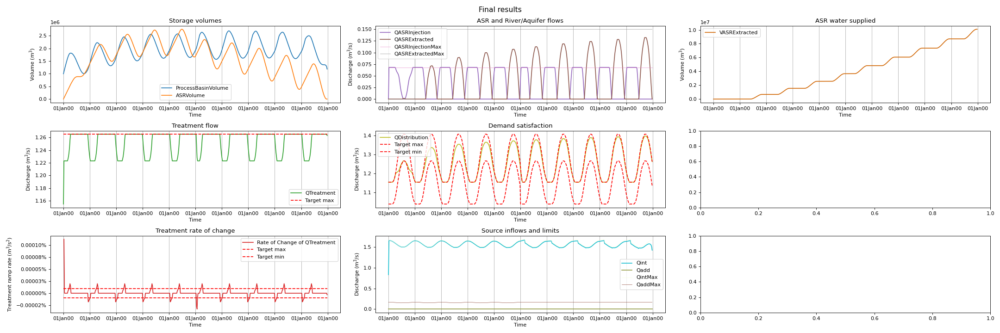 Final results
Storage volumes
1e6
Volume (m³)
2.5
2.0
1.5
1.0
0.5
0.0
ProcessBasinVolume
ASRVolume
01Jan00 01Jan00 01Jan00 01Jan00 01Jan00 01Jan00 01Jan00 01Jan00 01Jan00 01Jan00 01Jan00
Time
ASR and River/Aquifer flows
Discharge (m³/s)
0.150
0.125
0.100
0.075
0.050
0.025
0.000
QASRInjection
QASRExtracted
QASRInjectionMax
QASRExtractedMax
01Jan00 01Jan00 01Jan00 01Jan00 01Jan00 01Jan00 01Jan00 01Jan00 01Jan00 01Jan00 01Jan00
Time
ASR water supplied
1e7
Volume (m³)
1.0
0.8
0.6
0.4
0.2
0.0
VASRExtracted
01Jan00 01Jan00 01Jan00 01Jan00 01Jan00 01Jan00 01Jan00 01Jan00 01Jan00 01Jan00 01Jan00
Time
Treatment flow
Discharge (m³/s)
1.26
1.24
1.22
1.20
1.18
1.16
QTreatment
Target max
01Jan00 01Jan00 01Jan00 01Jan00 01Jan00 01Jan00 01Jan00 01Jan00 01Jan00 01Jan00 01Jan00
Time
Demand satisfaction
Discharge (m³/s)
1.4
1.3
1.2
1.1
QDistribution
Target max
Target min
01Jan00 01Jan00 01Jan00 01Jan00 01Jan00 01Jan00 01Jan00 01Jan00 01Jan00 01Jan00 01Jan00
Time
1.0
0.8
0.6
0.4
0.2
0.0
0.0 0.2 0.4 0.6 0.8 1.0
Treatment rate of change
Treatment ramp rate (m³/s²)
0.00010%
0.00008%
0.00005%
0.00003%
0.00000%
−0.00002%
Rate of Change of QTreatment
Target max
Target min
01Jan00 01Jan00 01Jan00 01Jan00 01Jan00 01Jan00 01Jan00 01Jan00 01Jan00 01Jan00 01Jan00
Time
Source inflows and limits
Discharge (m³/s)
1.5
1.0
0.5
0.0
Qint
Qadd
QintMax
QaddMax
01Jan00 01Jan00 01Jan00 01Jan00 01Jan00 01Jan00 01Jan00 01Jan00 01Jan00 01Jan00 01Jan00
Time
1.0
0.8
0.6
0.4
0.2
0.0
0.0 0.2 0.4 0.6 0.8 1.0